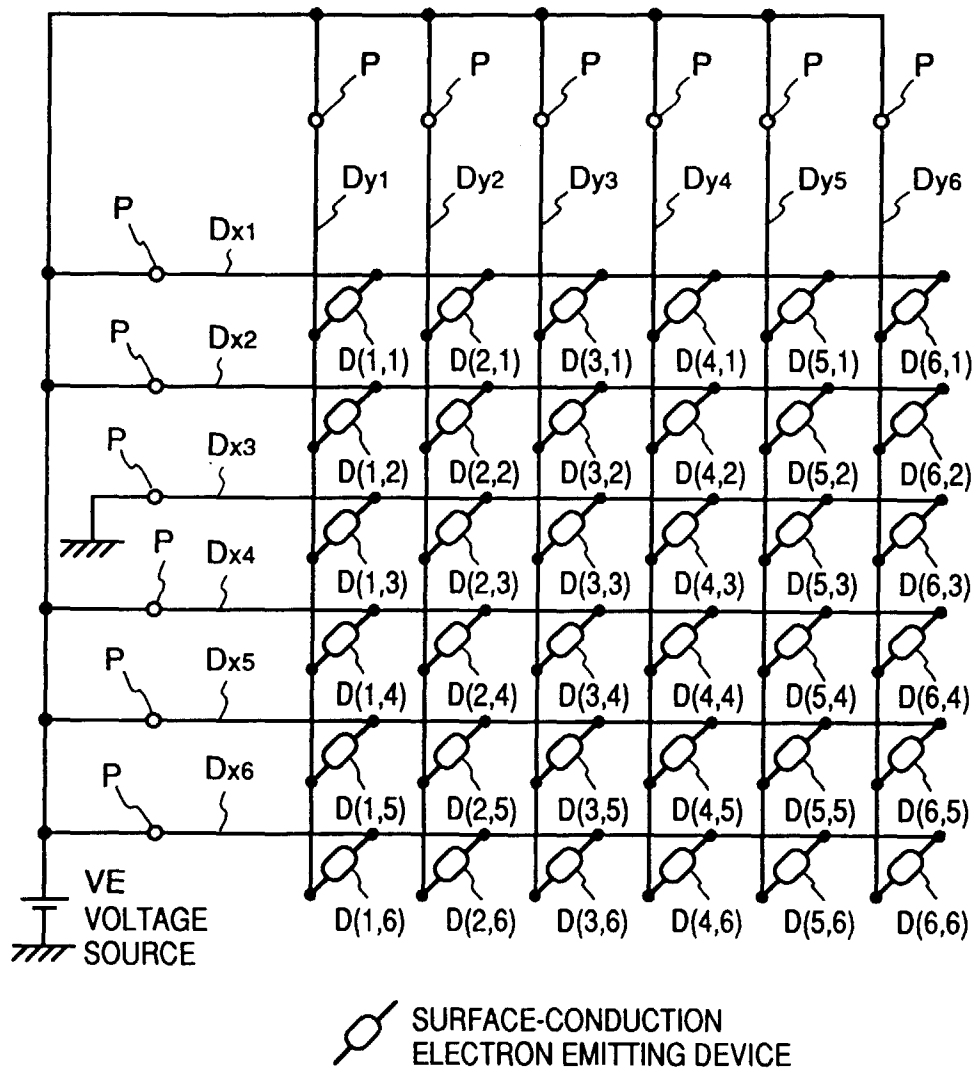 P P P P P P
Dy1 Dy2 Dy3 Dy4 Dy5 Dy6
P Dx1
D(1,1) D(2,1) D(3,1) D(4,1) D(5,1) D(6,1)
P Dx2
D(1,2) D(2,2) D(3,2) D(4,2) D(5,2) D(6,2)
P Dx3
D(1,3) D(2,3) D(3,3) D(4,3) D(5,3) D(6,3)
P Dx4
D(1,4) D(2,4) D(3,4) D(4,4) D(5,4) D(6,4)
P Dx5
D(1,5) D(2,5) D(3,5) D(4,5) D(5,5) D(6,5)
P Dx6
D(1,6) D(2,6) D(3,6) D(4,6) D(5,6) D(6,6)
VE
VOLTAGE
SOURCE
SURFACE-CONDUCTION
ELECTRON EMITTING DEVICE